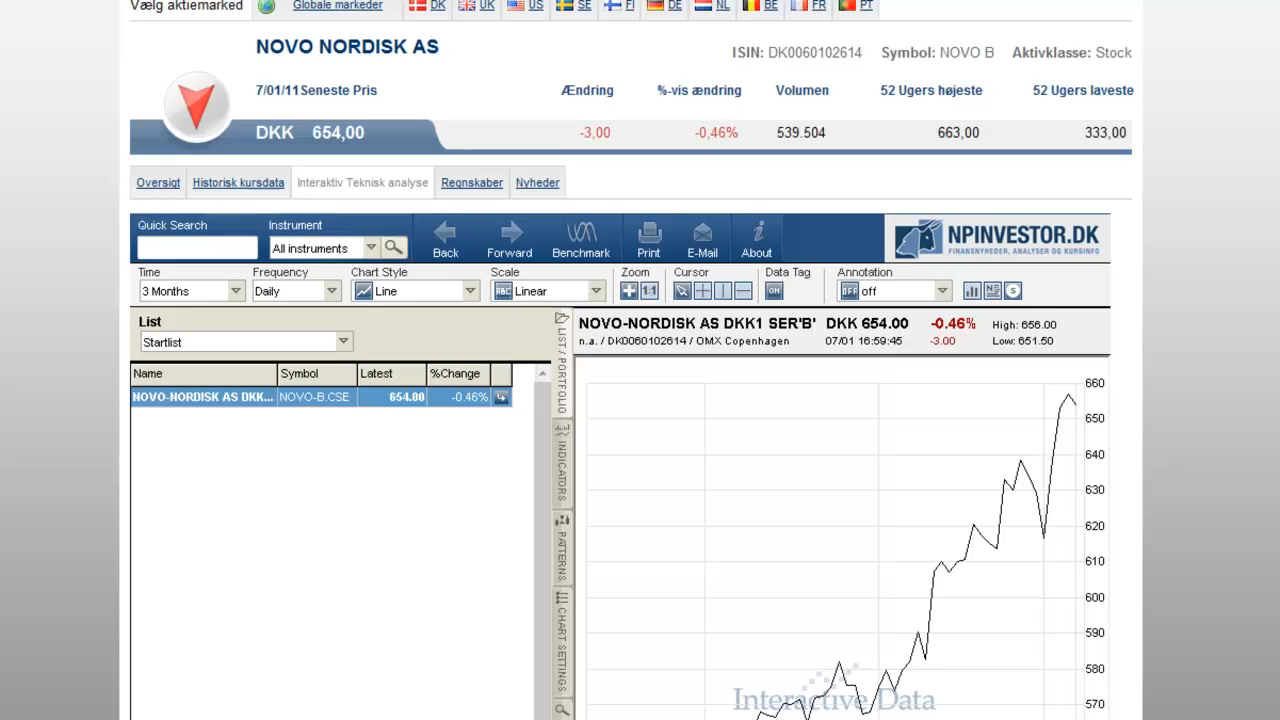 Vælg aktiemarked Globale markeder DK UK US SE FI DE NL BE FR PT
NOVO NORDISK AS
ISIN: DK0060102614 Symbol: NOVO B Aktivklasse: Stock
7/01/11 Seneste Pris Ændring %-vis ændring Volumen 52 Ugers højeste 52 Ugers laveste
DKK 654,00 -3,00 -0,46% 539.504 663,00 333,00
Oversigt Historisk kursdata Interaktiv Teknisk analyse Regnskaber Nyheder
Quick Search Instrument
All instruments
Back Forward Benchmark Print E-Mail About
NPINVESTOR.DK
FINANSNYHEDER, ANALYSER OG KURSINFO
Time Frequency Chart Style Scale Zoom Cursor Data Tag Annotation
3 Months Daily Line ABC Linear 1:1 ON OFF off
List
Startlist
Name Symbol Latest %Change
NOVO-NORDISK AS DKK... NOVO-B.CSE 654.00 -0.46%
LIST / PORTFOLIO
INDICATORS
PATTERNS
CHART SETTINGS
NOVO-NORDISK AS DKK1 SER'B' DKK 654.00 -0.46% High: 656.00
n.a. / DK0060102614 / OMX Copenhagen 07/01 16:59:45 -3.00 Low: 651.50
660
650
640
630
620
610
600
590
580
570
Interactive Data